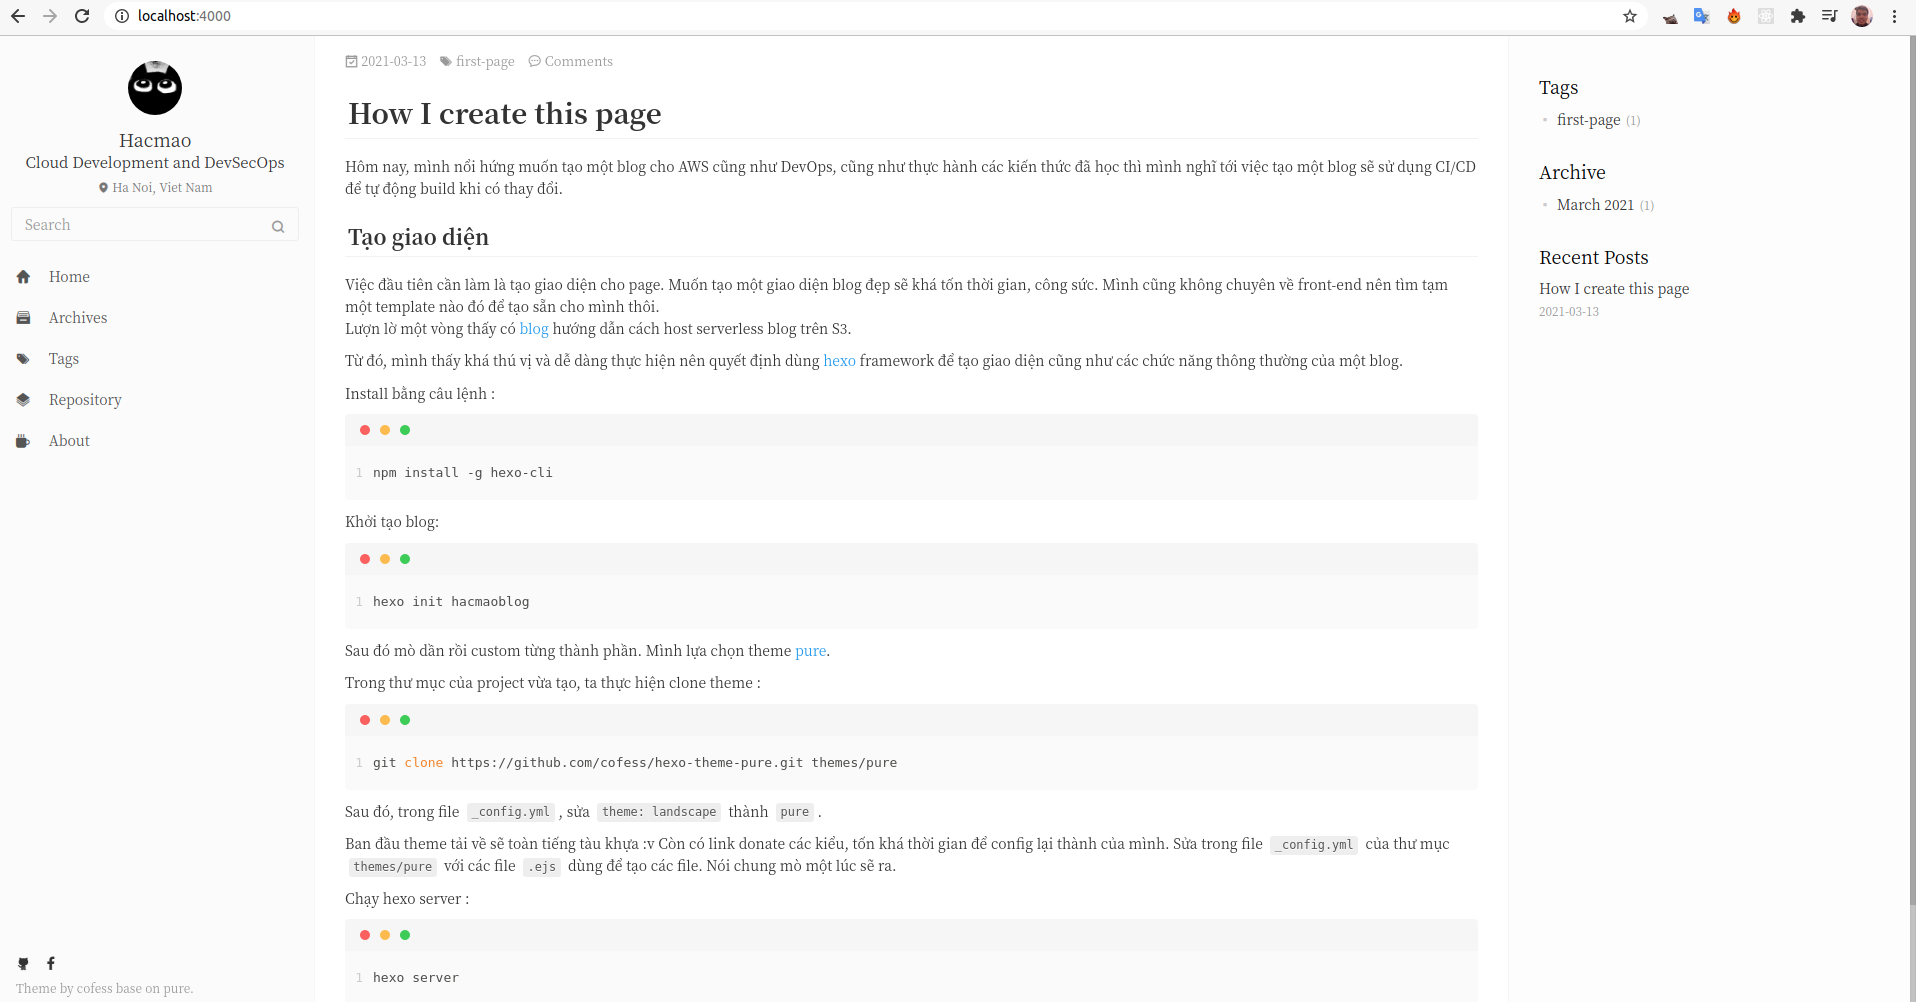 localhost:4000
Hacmao
Cloud Development and DevSecOps
Ha Noi, Viet Nam
Search
Home
Archives
Tags
Repository
About
Theme by cofess base on pure.
2021-03-13 first-page Comments
How I create this page
Hôm nay, mình nổi hứng muốn tạo một blog cho AWS cũng như DevOps, cũng như thực hành các kiến thức đã học thì mình nghĩ tới việc tạo một blog sẽ sử dụng CI/CD
để tự động build khi có thay đổi.
Tạo giao diện
Việc đầu tiên cần làm là tạo giao diện cho page. Muốn tạo một giao diện blog đẹp sẽ khá tốn thời gian, công sức. Mình cũng không chuyên về front-end nên tìm tạm
một template nào đó để tạo sẵn cho mình thôi.
Lượn lờ một vòng thấy có blog hướng dẫn cách host serverless blog trên S3.
Từ đó, mình thấy khá thú vị và dễ dàng thực hiện nên quyết định dùng hexo framework để tạo giao diện cũng như các chức năng thông thường của một blog.
Install bằng câu lệnh :
1 npm install -g hexo-cli
Khởi tạo blog:
1 hexo init hacmaoblog
Sau đó mò dần rồi custom từng thành phần. Mình lựa chọn theme pure.
Trong thư mục của project vừa tạo, ta thực hiện clone theme :
1 git clone https://github.com/cofess/hexo-theme-pure.git themes/pure
Sau đó, trong file _config.yml , sửa theme: landscape thành pure .
Ban đầu theme tải về sẽ toàn tiếng tàu khựa :v Còn có link donate các kiểu, tốn khá thời gian để config lại thành của mình. Sửa trong file _config.yml của thư mục
themes/pure với các file .ejs dùng để tạo các file. Nói chung mò một lúc sẽ ra.
Chạy hexo server :
1 hexo server
Tags
first-page (1)
Archive
March 2021 (1)
Recent Posts
How I create this page
2021-03-13